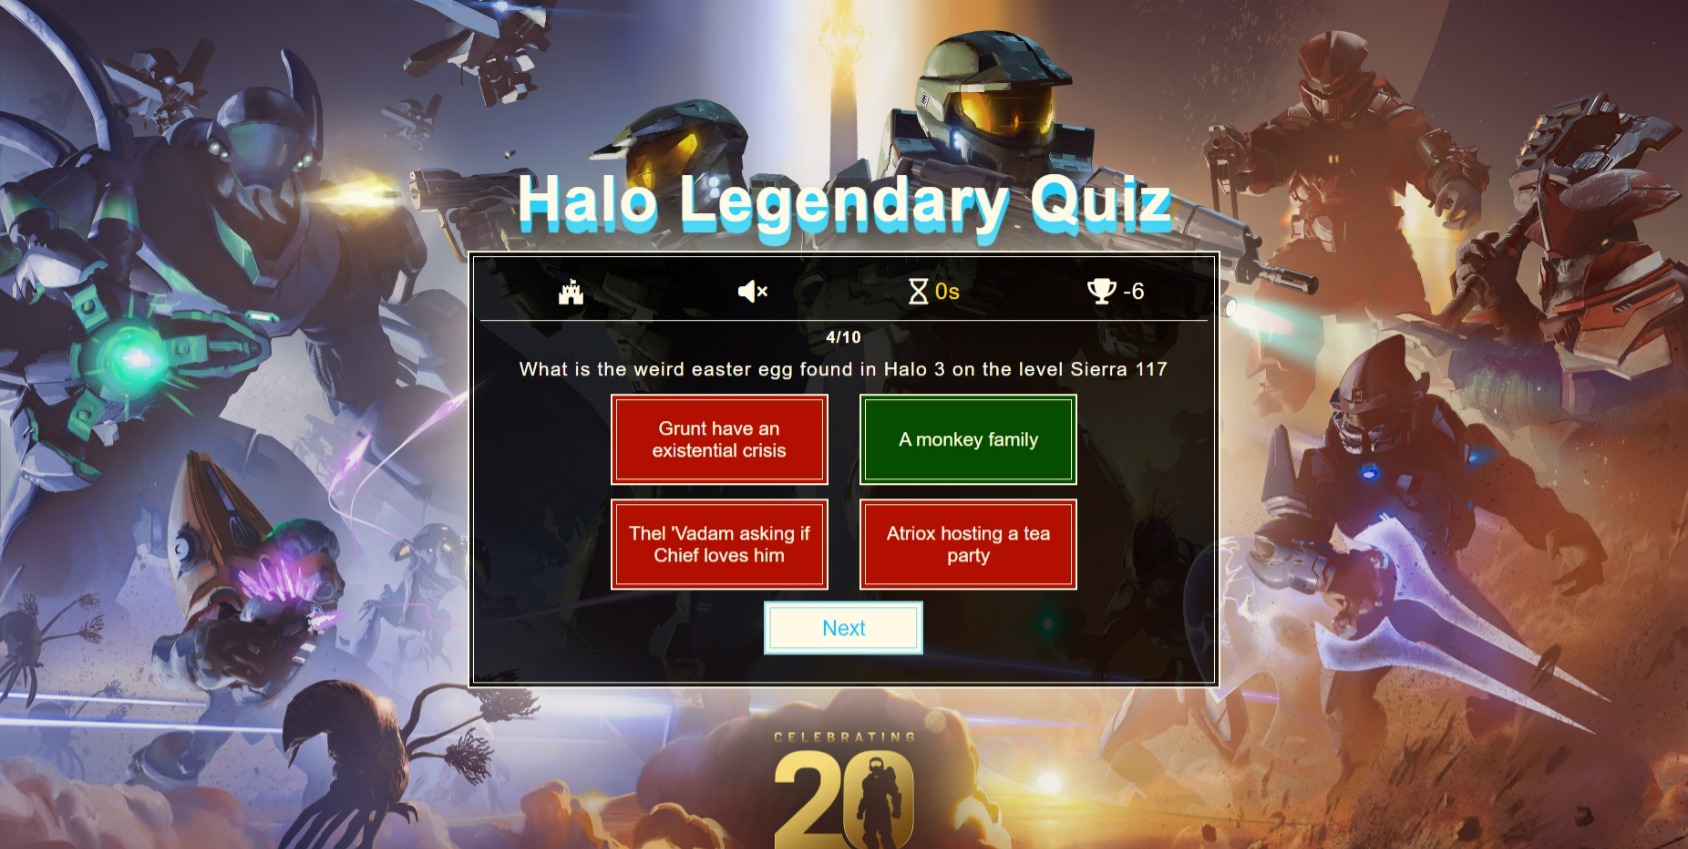 Halo Legendary Quiz
0s
-6
4/10
What is the weird easter egg found in Halo 3 on the level Sierra 117
Grunt have an
existential crisis
A monkey family
Thel 'Vadam asking if
Chief loves him
Atriox hosting a tea
party
Next
CELEBRATING
20